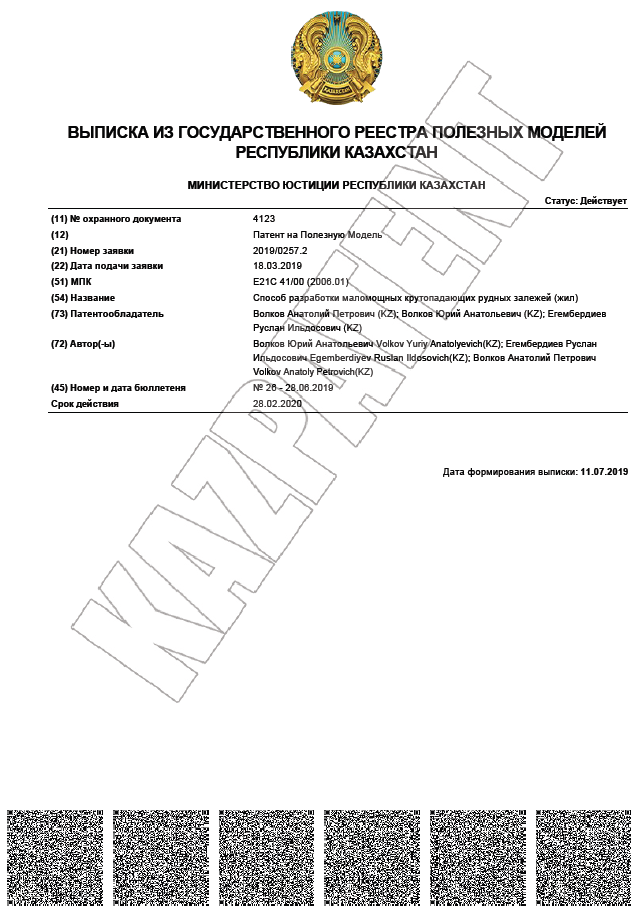 ҚАЗАҚСТАН
ВЫПИСКА ИЗ ГОСУДАРСТВЕННОГО РЕЕСТРА ПОЛЕЗНЫХ МОДЕЛЕЙ
РЕСПУБЛИКИ КАЗАХСТАН
МИНИСТЕРСТВО ЮСТИЦИИ РЕСПУБЛИКИ КАЗАХСТАН
Статус: Действует
(11) № охранного документа 4123
(12) Патент на Полезную Модель
(21) Номер заявки 2019/0257.2
(22) Дата подачи заявки 18.03.2019
(51) МПК E21C 41/00 (2006.01)
(54) Название Способ разработки маломощных крутопадающих рудных залежей (жил)
(73) Патентообладатель Волков Анатолий Петрович (KZ); Волков Юрий Анатольевич (KZ); Егембердиев
Руслан Ильдосович (KZ)
(72) Автор(-ы) Волков Юрий Анатольевич Volkov Yuriy Anatolyevich(KZ); Егембердиев Руслан
Ильдосович Egemberdiyev Ruslan Ildosovich(KZ); Волков Анатолий Петрович
Volkov Anatoly Petrovich(KZ)
(45) Номер и дата бюллетеня № 26 - 28.06.2019
Срок действия 28.02.2020
Дата формирования выписки: 11.07.2019
KAZPATENT